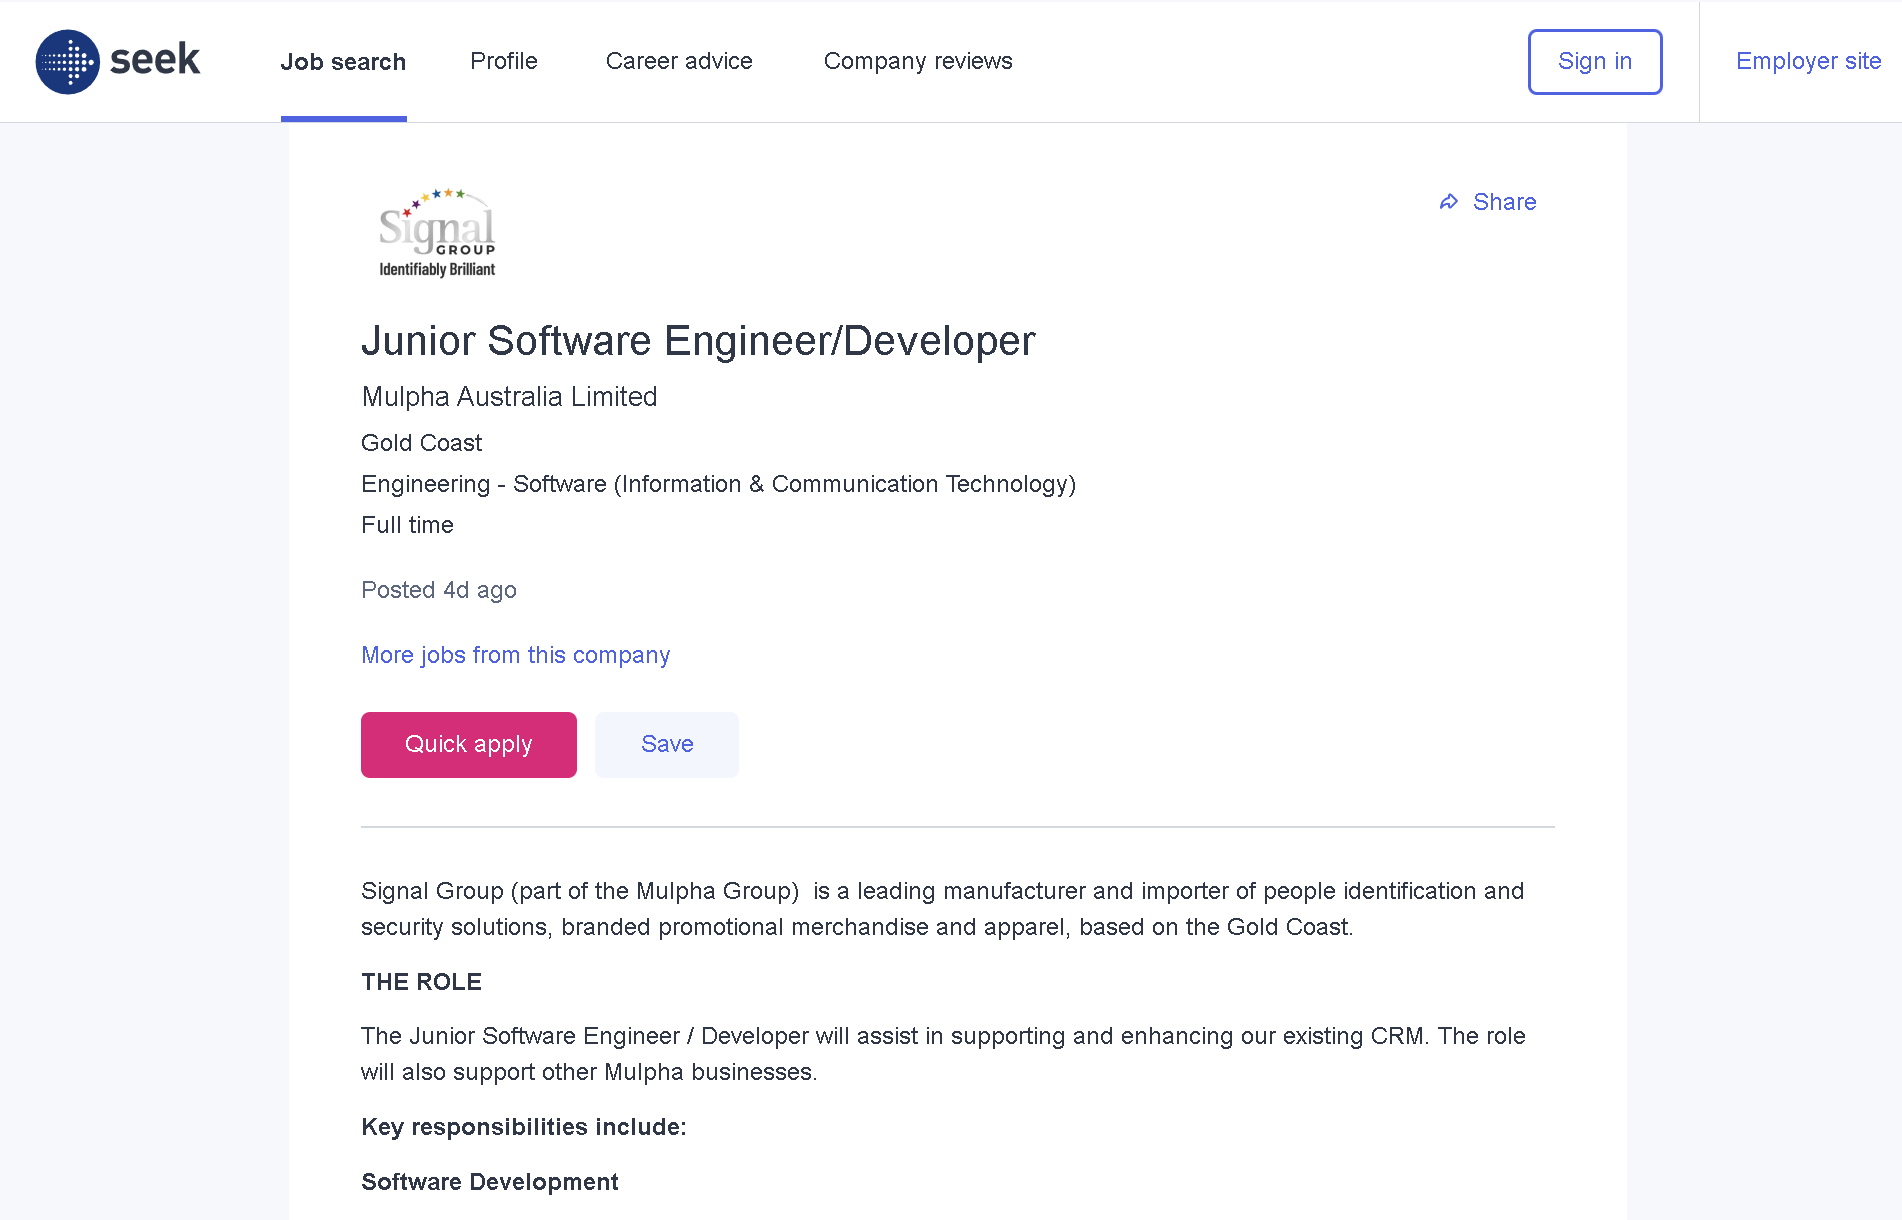 seek
Job search
Profile
Career advice
Company reviews
Sign in
Employer site
Signal
GROUP
Identifiably Brilliant
Share
Junior Software Engineer/Developer
Mulpha Australia Limited
Gold Coast
Engineering - Software (Information & Communication Technology)
Full time
Posted 4d ago
More jobs from this company
Quick apply
Save
Signal Group (part of the Mulpha Group)  is a leading manufacturer and importer of people identification and
security solutions, branded promotional merchandise and apparel, based on the Gold Coast.
THE ROLE
The Junior Software Engineer / Developer will assist in supporting and enhancing our existing CRM. The role
will also support other Mulpha businesses.
Key responsibilities include:
Software Development